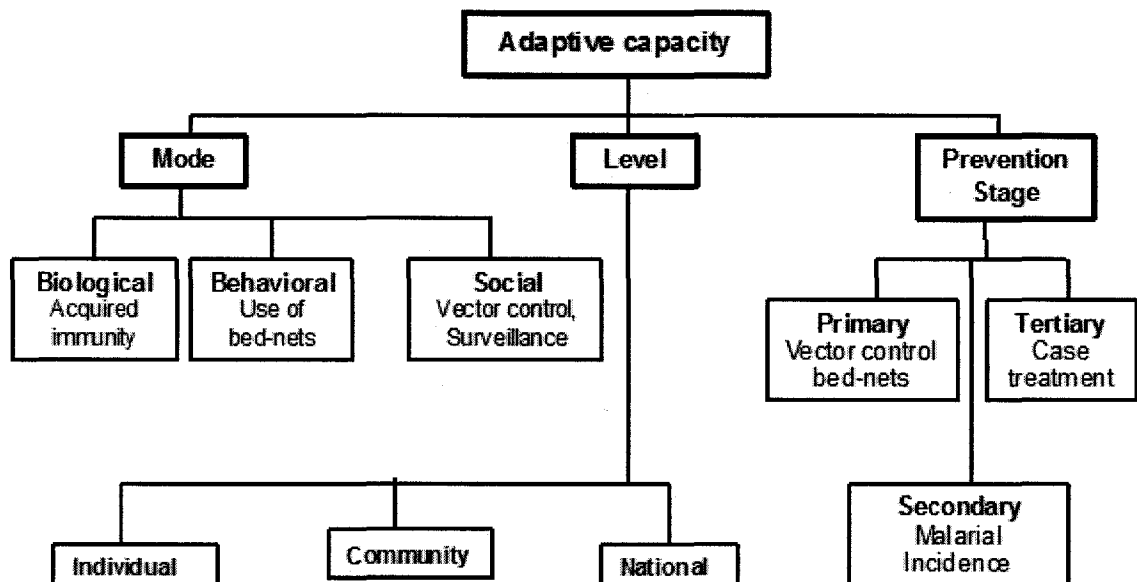 Adaptive capacity
Mode
Level
Prevention
Stage
Biological
Acquired
immunity
Behavioral
Use of
bed-nets
Social
Vector control,
Surveillance
Primary
Vector control
bed-nets
Tertiary
Case
treatment
Secondary
Malarial
Incidence
Individual
Community
National